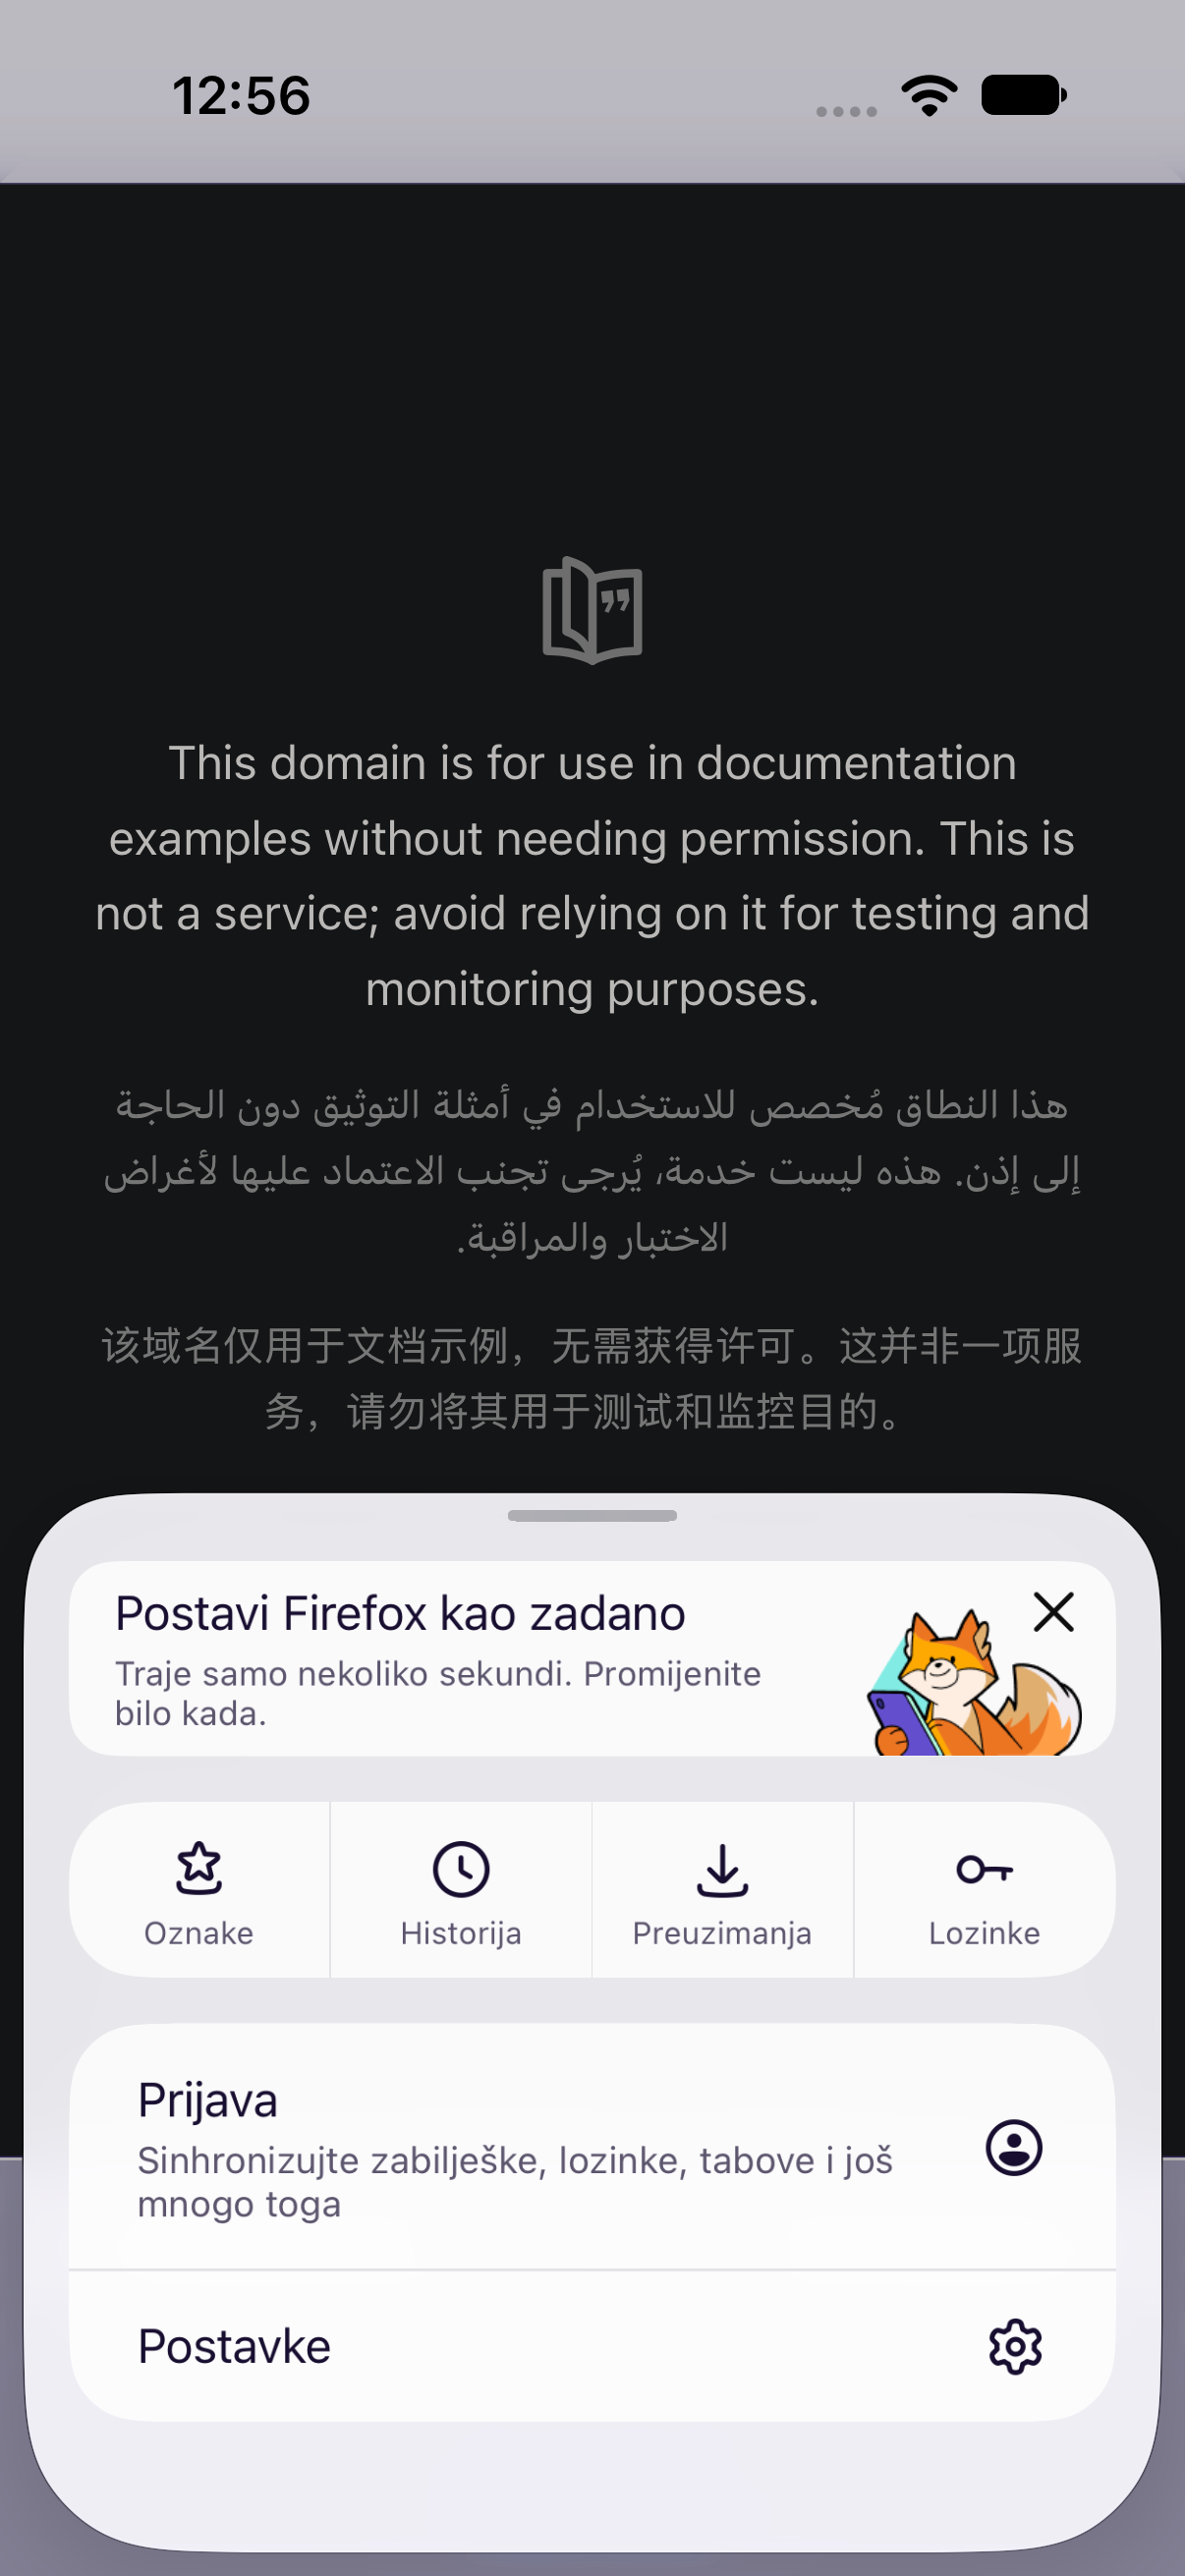 12:56
This domain is for use in documentation
examples without needing permission. This is
not a service; avoid relying on it for testing and
monitoring purposes.
هذا النطاق مُخصص للاستخدام في أمثلة التوثيق دون الحاجة
إلى إذن. هذه ليست خدمة، يُرجى تجنب الاعتماد عليها لأغراض
الاختبار والمراقبة.
该域名仅用于文档示例，无需获得许可。这并非一项服
务，请勿将其用于测试和监控目的。
Postavi Firefox kao zadano
Traje samo nekoliko sekundi. Promijenite
bilo kada.
Oznake
Historija
Preuzimanja
Lozinke
Prijava
Sinhronizujte zabilješke, lozinke, tabove i još
mnogo toga
Postavke